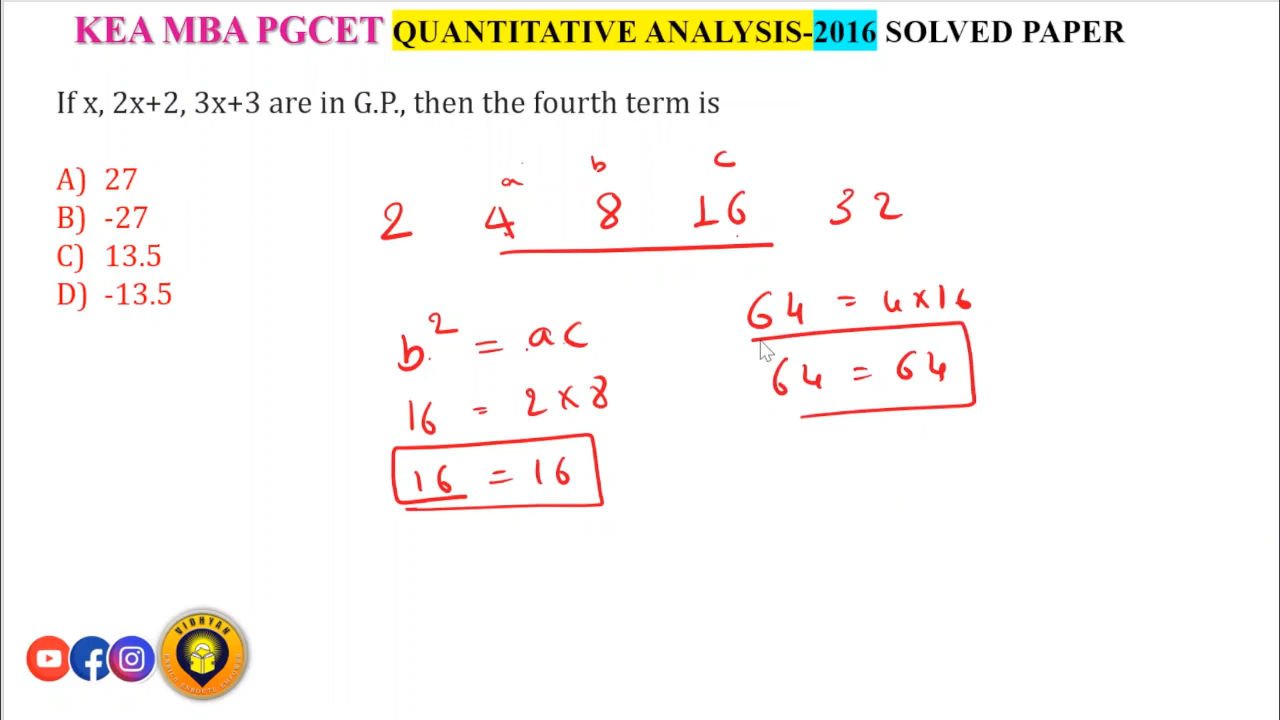 KEA MBA PGCET QUANTITATIVE ANALYSIS-2016 SOLVED PAPER
If x, 2x+2, 3x+3 are in G.P., then the fourth term is
A) 27
B) -27
C) 13.5
D) -13.5
a b c
2 4 8 16 32
b² = ac
16 = 2 x 8
16 = 16
64 = 4x16
64 = 64
VIDHYAN